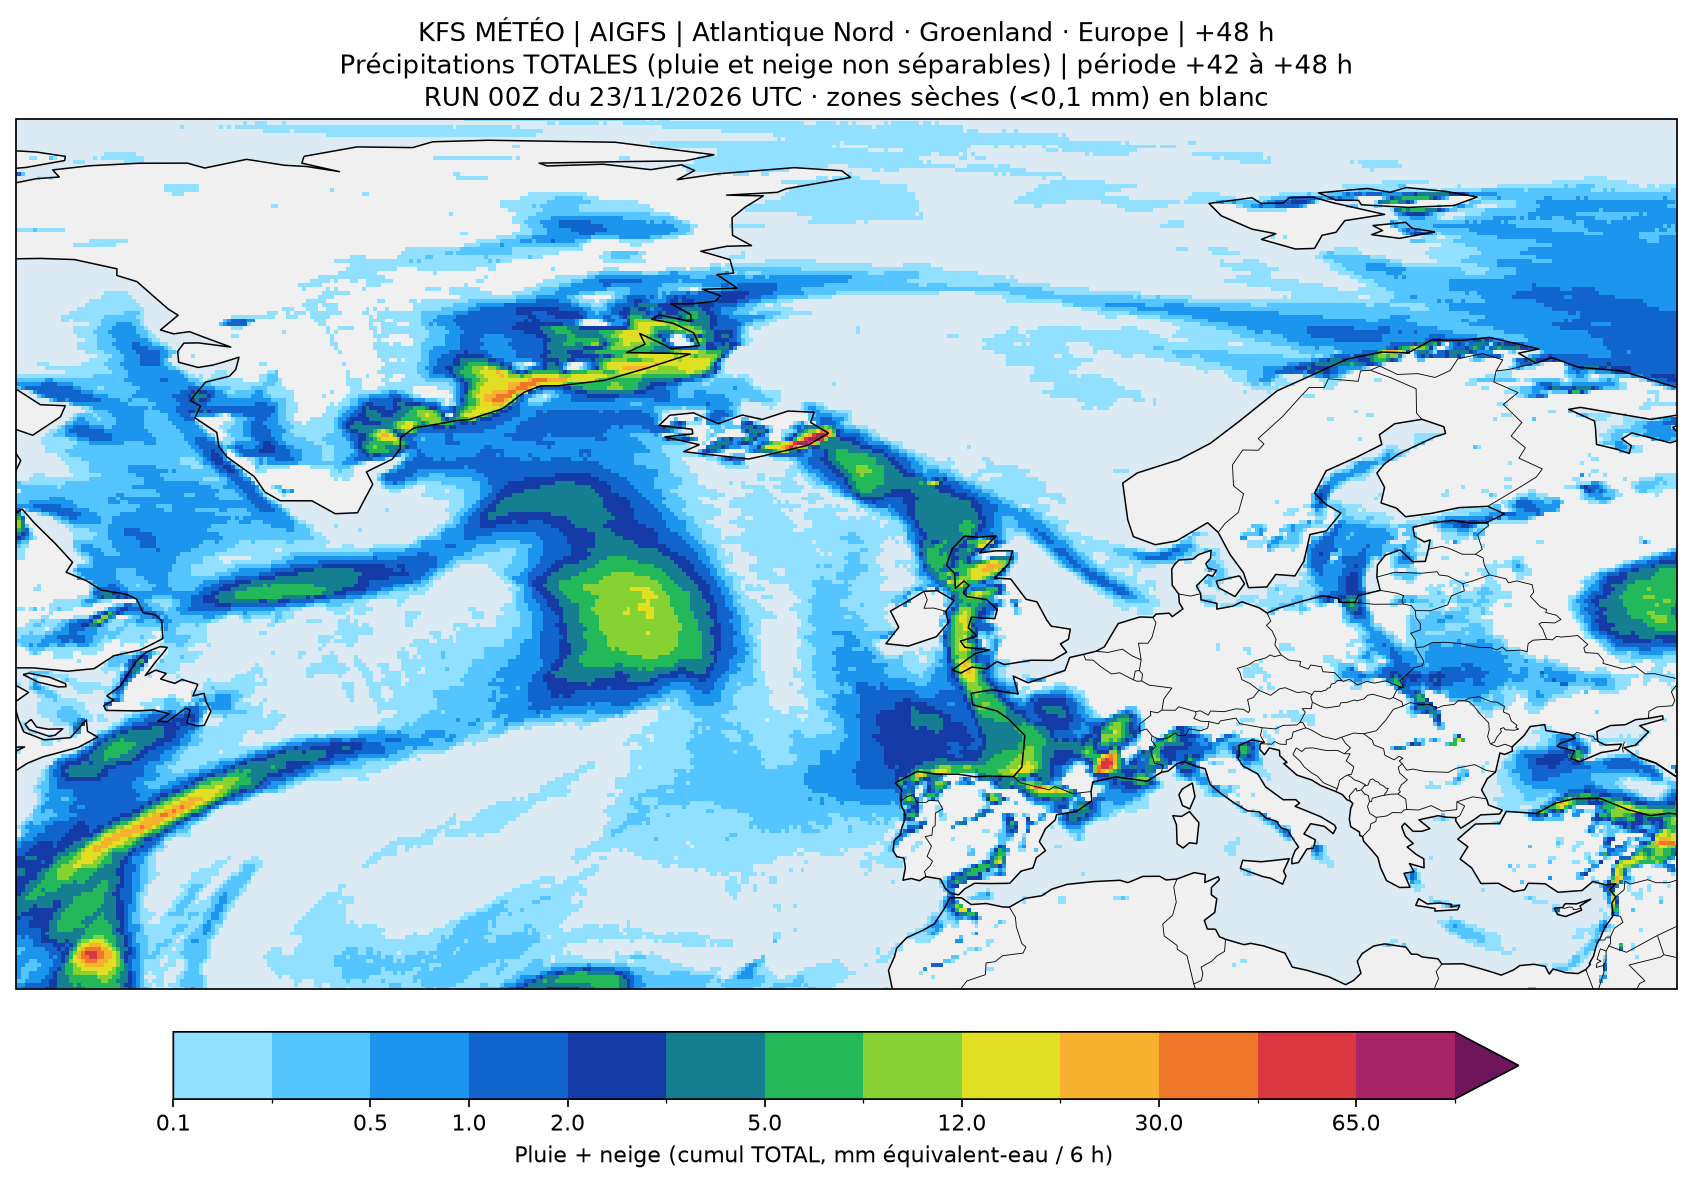 KFS MÉTÉO | AIGFS | Atlantique Nord · Groenland · Europe | +48 h
Précipitations TOTALES (pluie et neige non séparables) | période +42 à +48 h
RUN 00Z du 23/11/2026 UTC · zones sèches (<0,1 mm) en blanc
0.1 0.5 1.0 2.0 5.0 12.0 30.0 65.0
Pluie + neige (cumul TOTAL, mm équivalent-eau / 6 h)